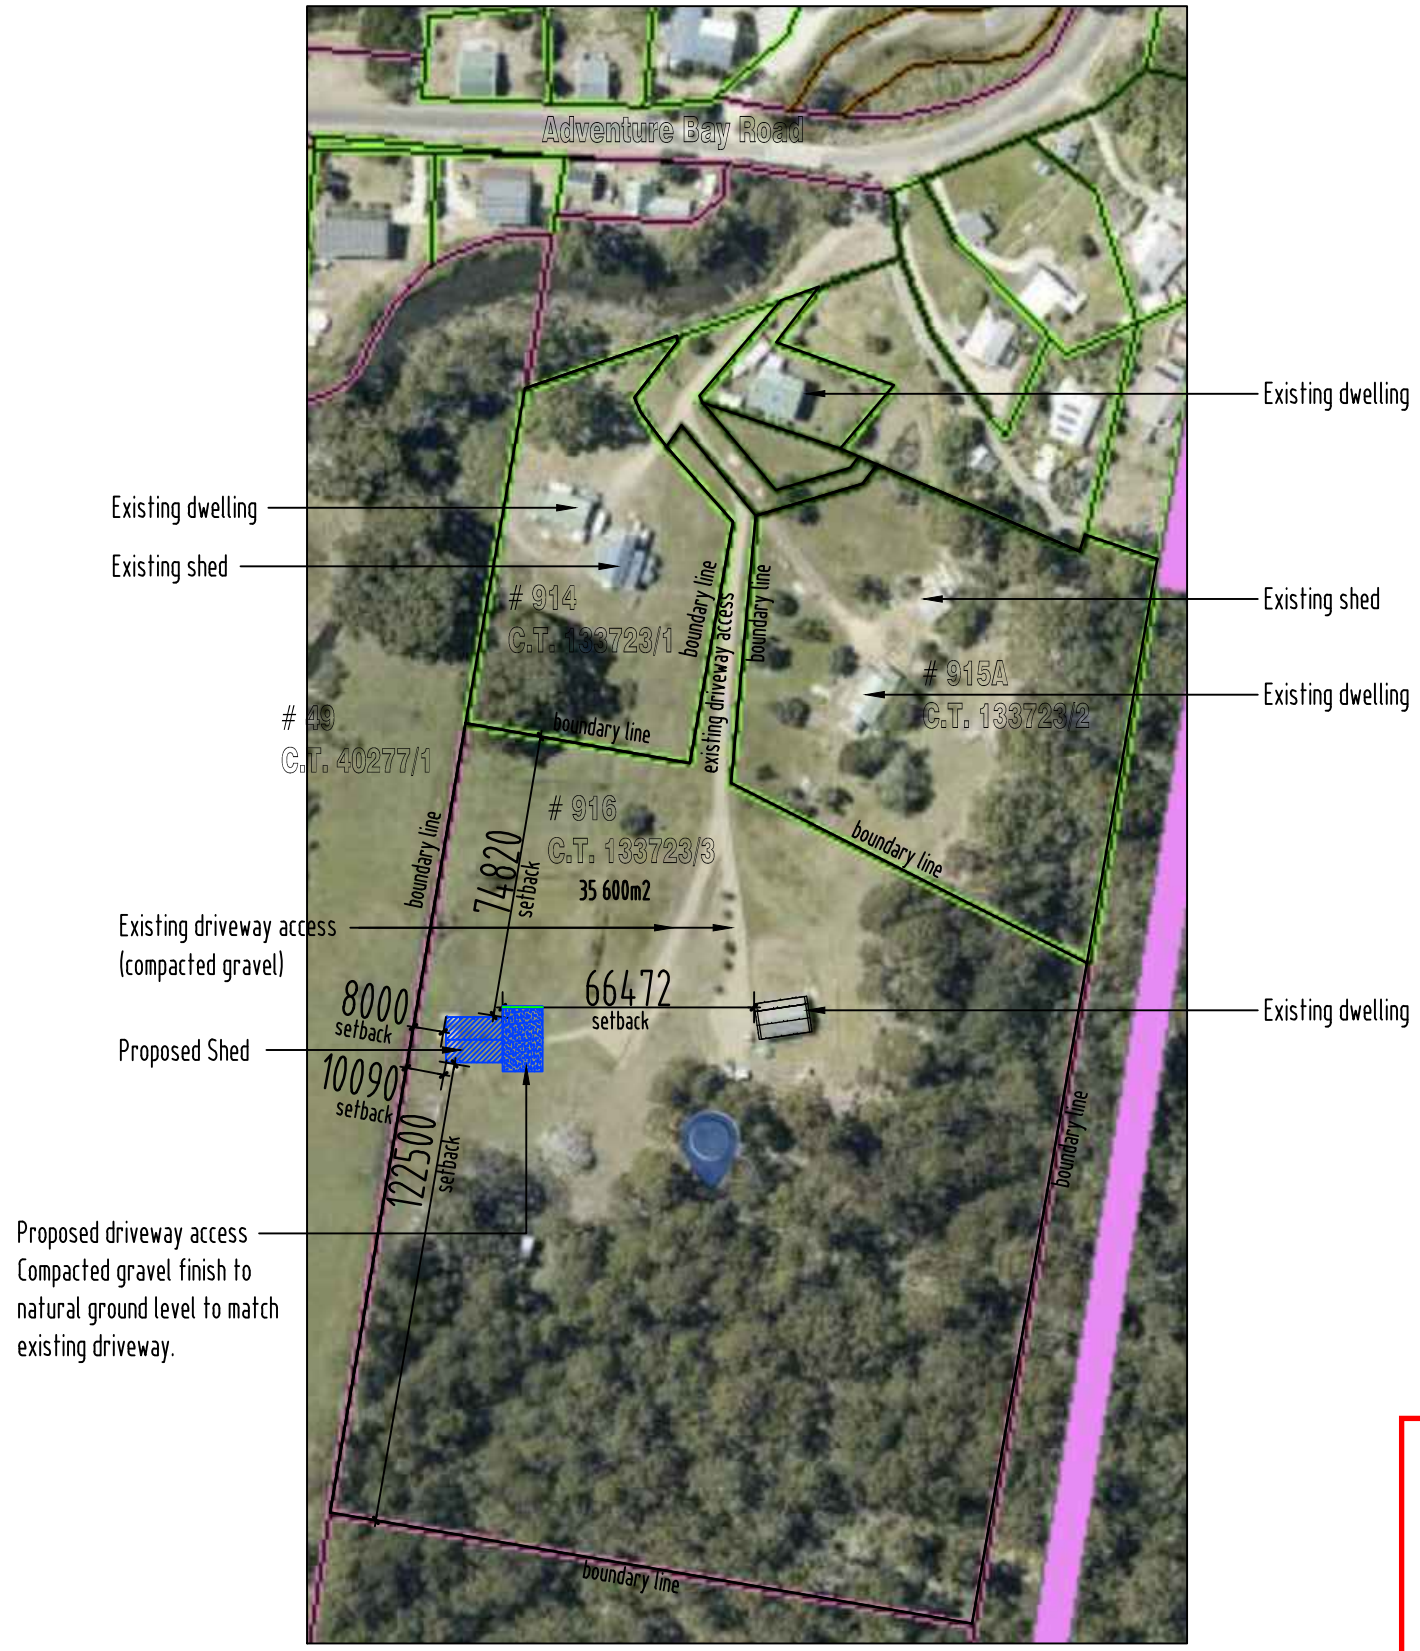 Adventure Bay Road
Existing dwelling
Existing dwelling
Existing shed
# 914
C.T. 133723/1
boundary line
existing driveway access
boundary line
Existing shed
# 915A
C.T. 133723/2
Existing dwelling
# 49
C.T. 40277/1
boundary line
boundary line
# 916
C.T. 133723/3
35 600m2
74820
setback
boundary line
Existing driveway access
(compacted gravel)
66472
setback
8000
setback
Existing dwelling
Proposed Shed
10090
setback
122500
setback
boundary line
Proposed driveway access
Compacted gravel finish to
natural ground level to match
existing driveway.
boundary line